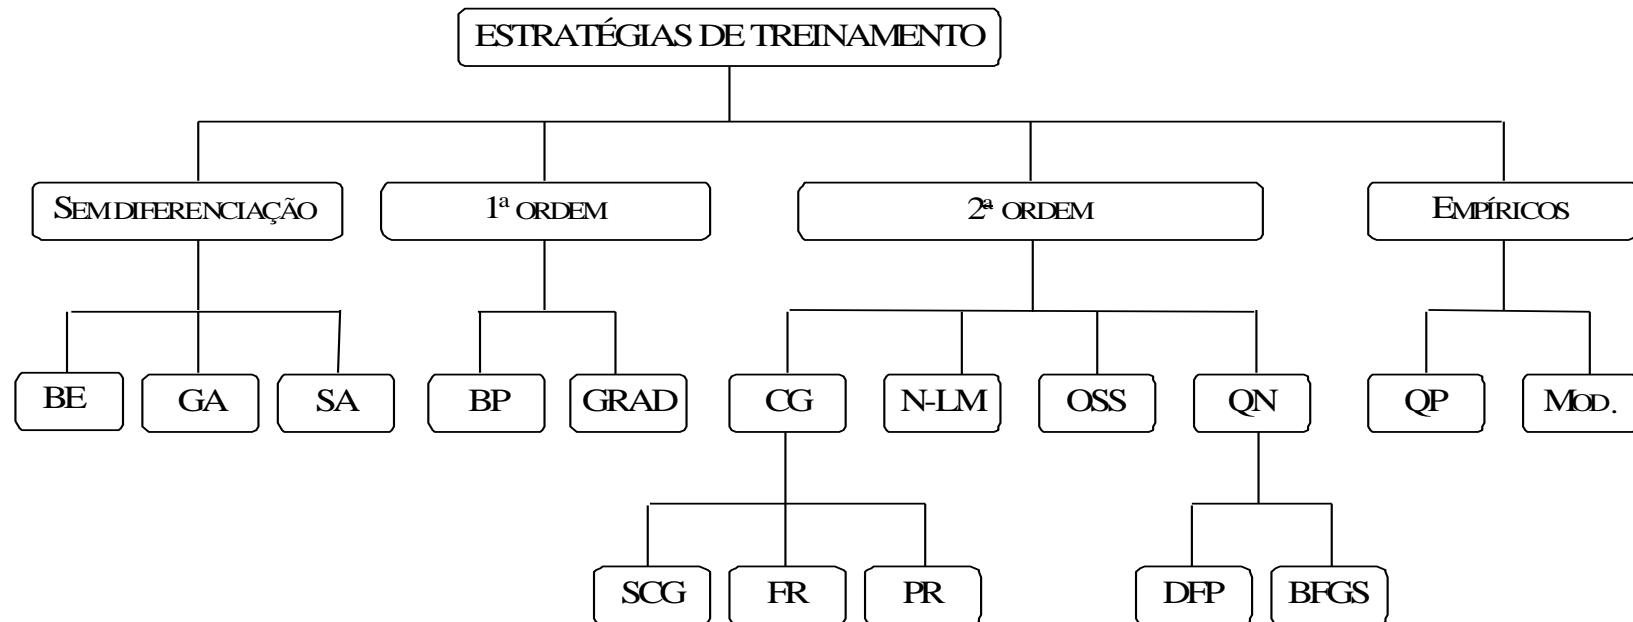 ESTRATÉGIAS DE TREINAMENTO
SEM DIFERENCIAÇÃO
1ª ORDEM
2ª ORDEM
EMPÍRICOS
BE
GA
SA
BP
GRAD
CG
N-LM
OSS
QN
QP
MOD.
SCG
FR
PR
DFP
BFGS